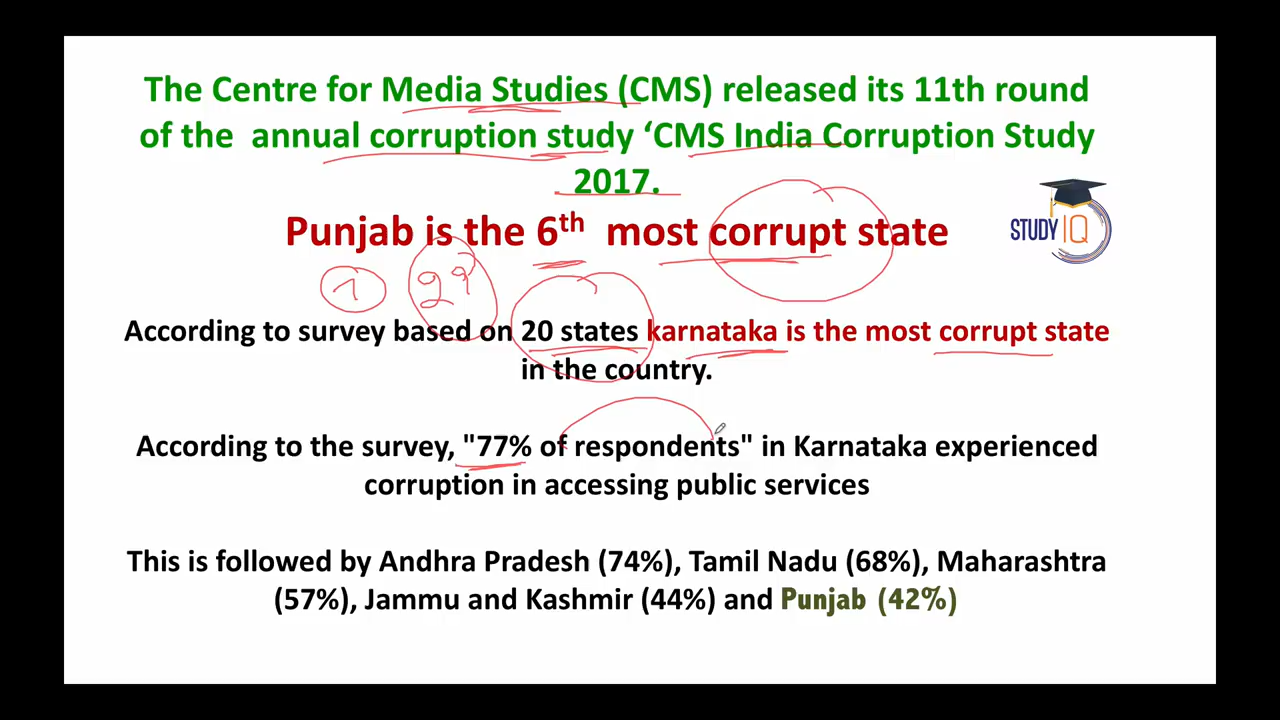 The Centre for Media Studies (CMS) released its 11th round
of the annual corruption study ‘CMS India Corruption Study
2017.
Punjab is the 6th most corrupt state
STUDY IQ
1 29
According to survey based on 20 states karnataka is the most corrupt state
in the country.
According to the survey, "77% of respondents" in Karnataka experienced
corruption in accessing public services
This is followed by Andhra Pradesh (74%), Tamil Nadu (68%), Maharashtra
(57%), Jammu and Kashmir (44%) and Punjab (42%)